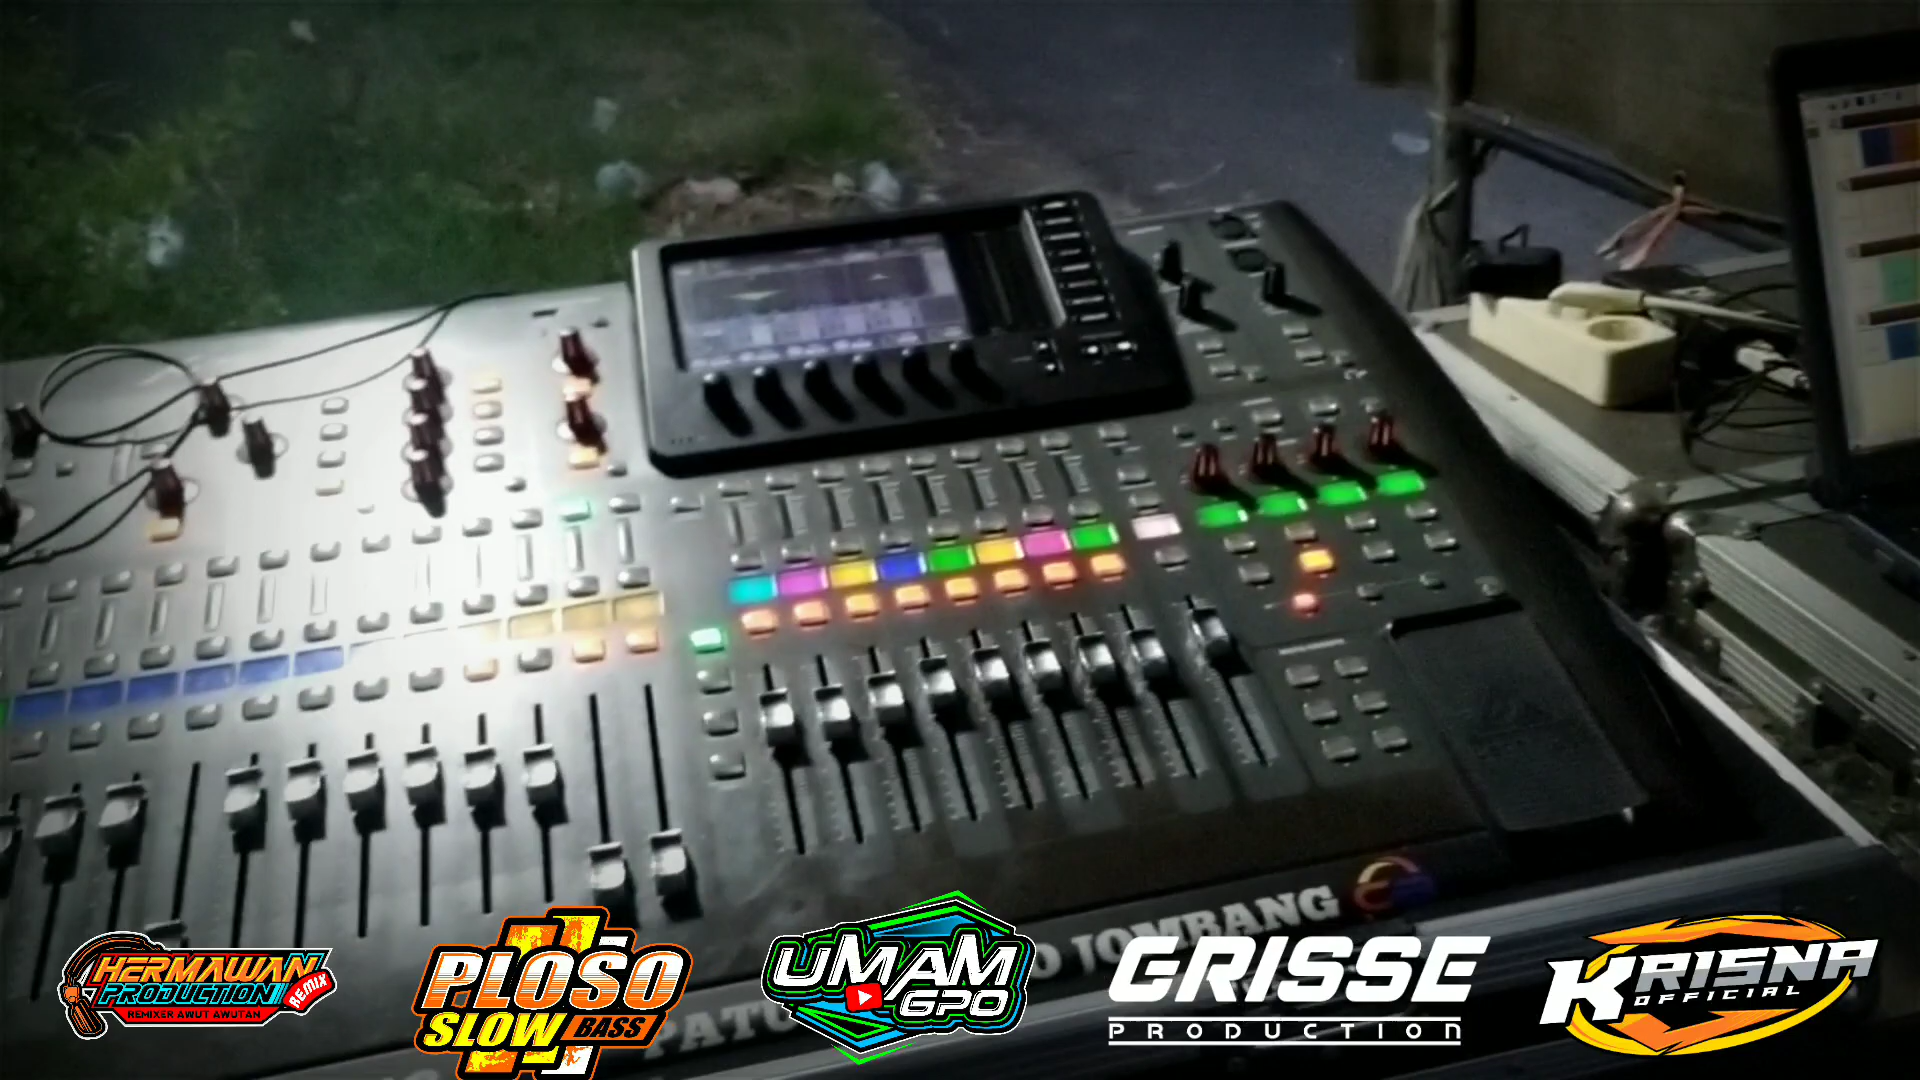 JOMBANG
HERMAWAN
PRODUCTION
REMIX
REMIXER AWUT AWUTAN
PLOSO
SLOW BASS
UMAM
GPO
GRISSE
PRODUCTION
KRISNA
OFFICIAL